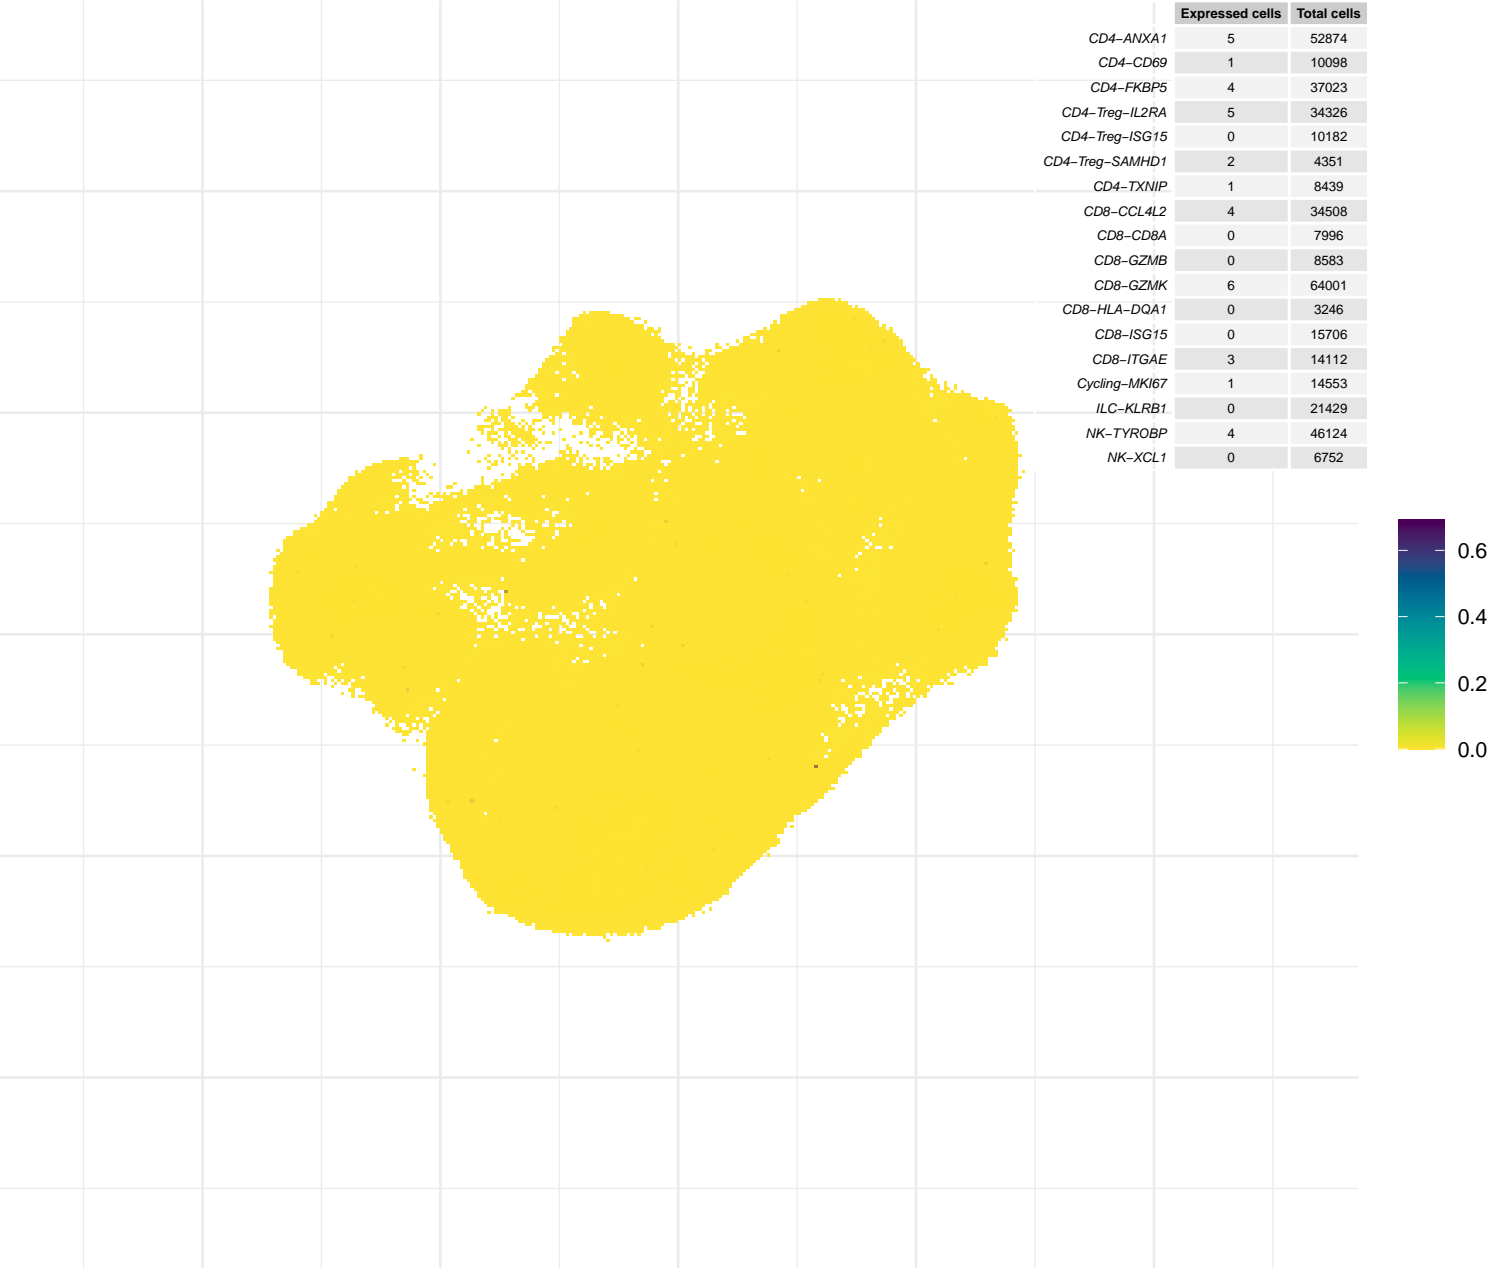 Expressed cells Total cells
CD4−ANXA1 5 52874
CD4−CD69 1 10098
CD4−FKBP5 4 37023
CD4−Treg−IL2RA 5 34326
CD4−Treg−ISG15 0 10182
CD4−Treg−SAMHD1 2 4351
CD4−TXNIP 1 8439
CD8−CCL4L2 4 34508
CD8−CD8A 0 7996
CD8−GZMB 0 8583
CD8−GZMK 6 64001
CD8−HLA−DQA1 0 3246
CD8−ISG15 0 15706
CD8−ITGAE 3 14112
Cycling−MKI67 1 14553
ILC−KLRB1 0 21429
NK−TYROBP 4 46124
NK−XCL1 0 6752
0.6
0.4
0.2
0.0